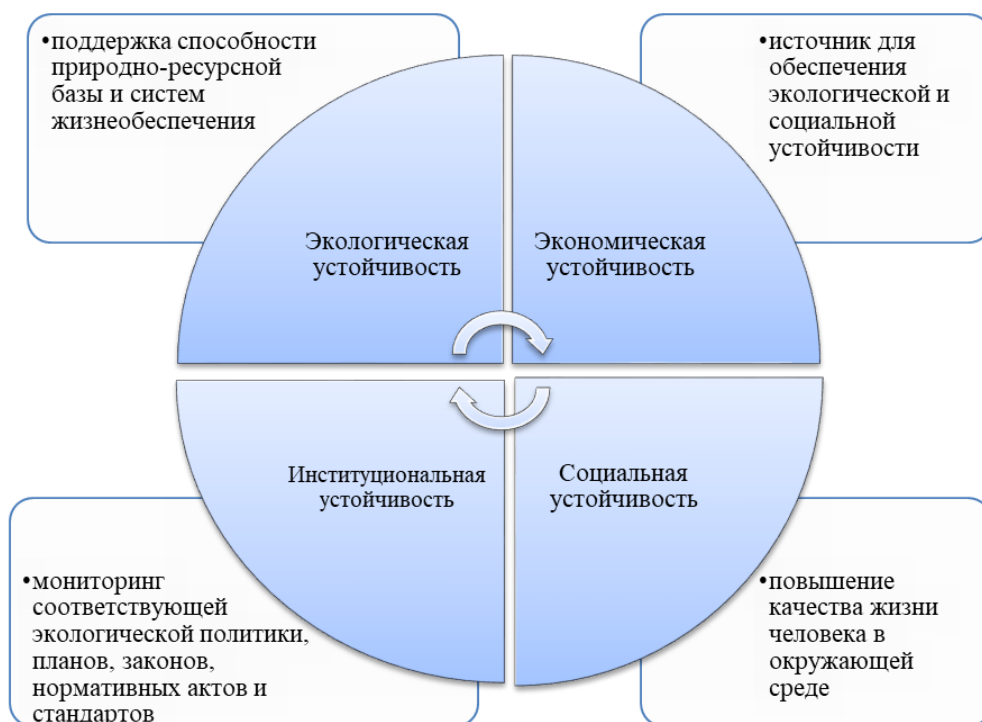 •поддержка способности
природно-ресурсной
базы и систем
жизнеобеспечения
•источник для
обеспечения
экологической и
социальной
устойчивости
Экологическая
устойчивость
Экономическая
устойчивость
Институциональная
устойчивость
Социальная
устойчивость
•мониторинг
соответствующей
экологической политики,
планов, законов,
нормативных актов и
стандартов
•повышение
качества жизни
человека в
окружающей
среде